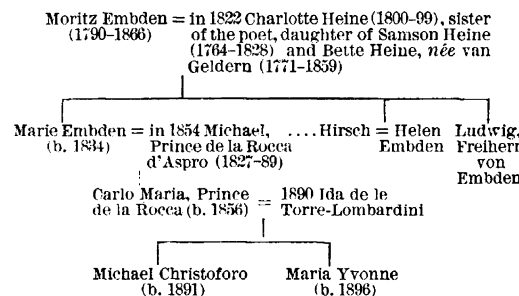 Moritz Embden = in 1822 Charlotte Heine (1800-99), sister
(1790-1866) of the poet, daughter of Samson Heine
(1764-1828) and Bette Heine, née van
Geldern (1771-1859)
Marie Embden = in 1854 Michael, .... Hirsch = Helen Ludwig,
(b. 1834) Prince de la Rocca Embden Freiherr
d'Aspro (1827-89) von
Embden
Carlo Maria, Prince = 1890 Ida de le
de la Rocca (b. 1856) Torre-Lombardini
Michael Christoforo Maria Yvonne
(b. 1891) (b. 1896)